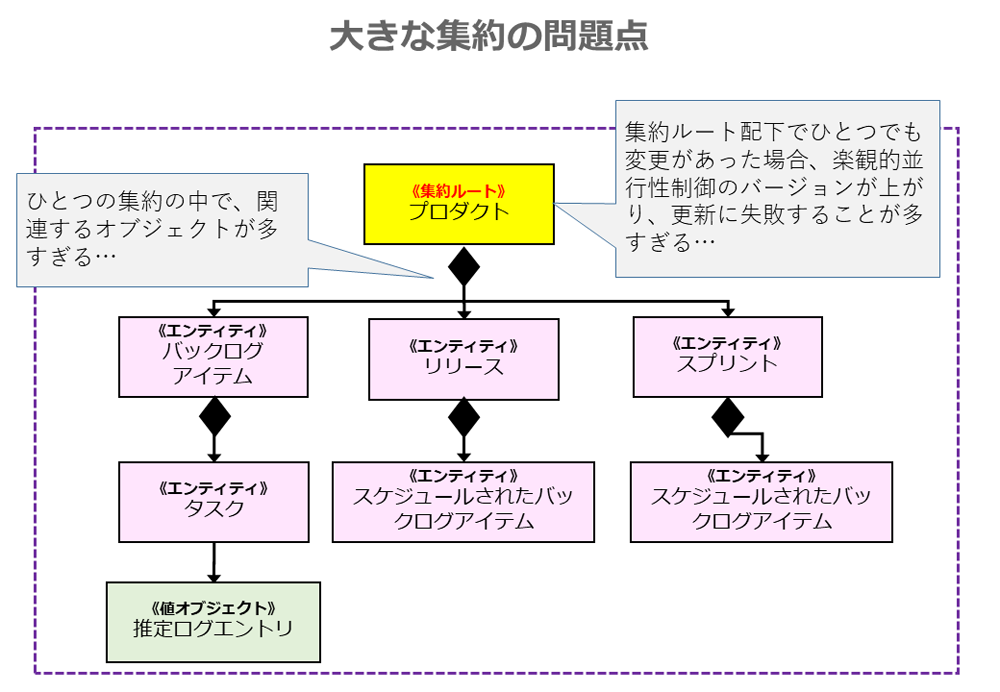 大きな集約の問題点
集約ルート配下でひとつでも
変更があった場合、楽観的並
行性制御のバージョンが上が
り、更新に失敗することが多
すぎる…
ひとつの集約の中で、関
連するオブジェクトが多
すぎる…
《集約ルート》
プロダクト
《エンティティ》
バックログ
アイテム
《エンティティ》
リリース
《エンティティ》
スプリント
《エンティティ》
タスク
《エンティティ》
スケジュールされたバッ
クログアイテム
《エンティティ》
スケジュールされたバッ
クログアイテム
《値オブジェクト》
推定ログエントリ